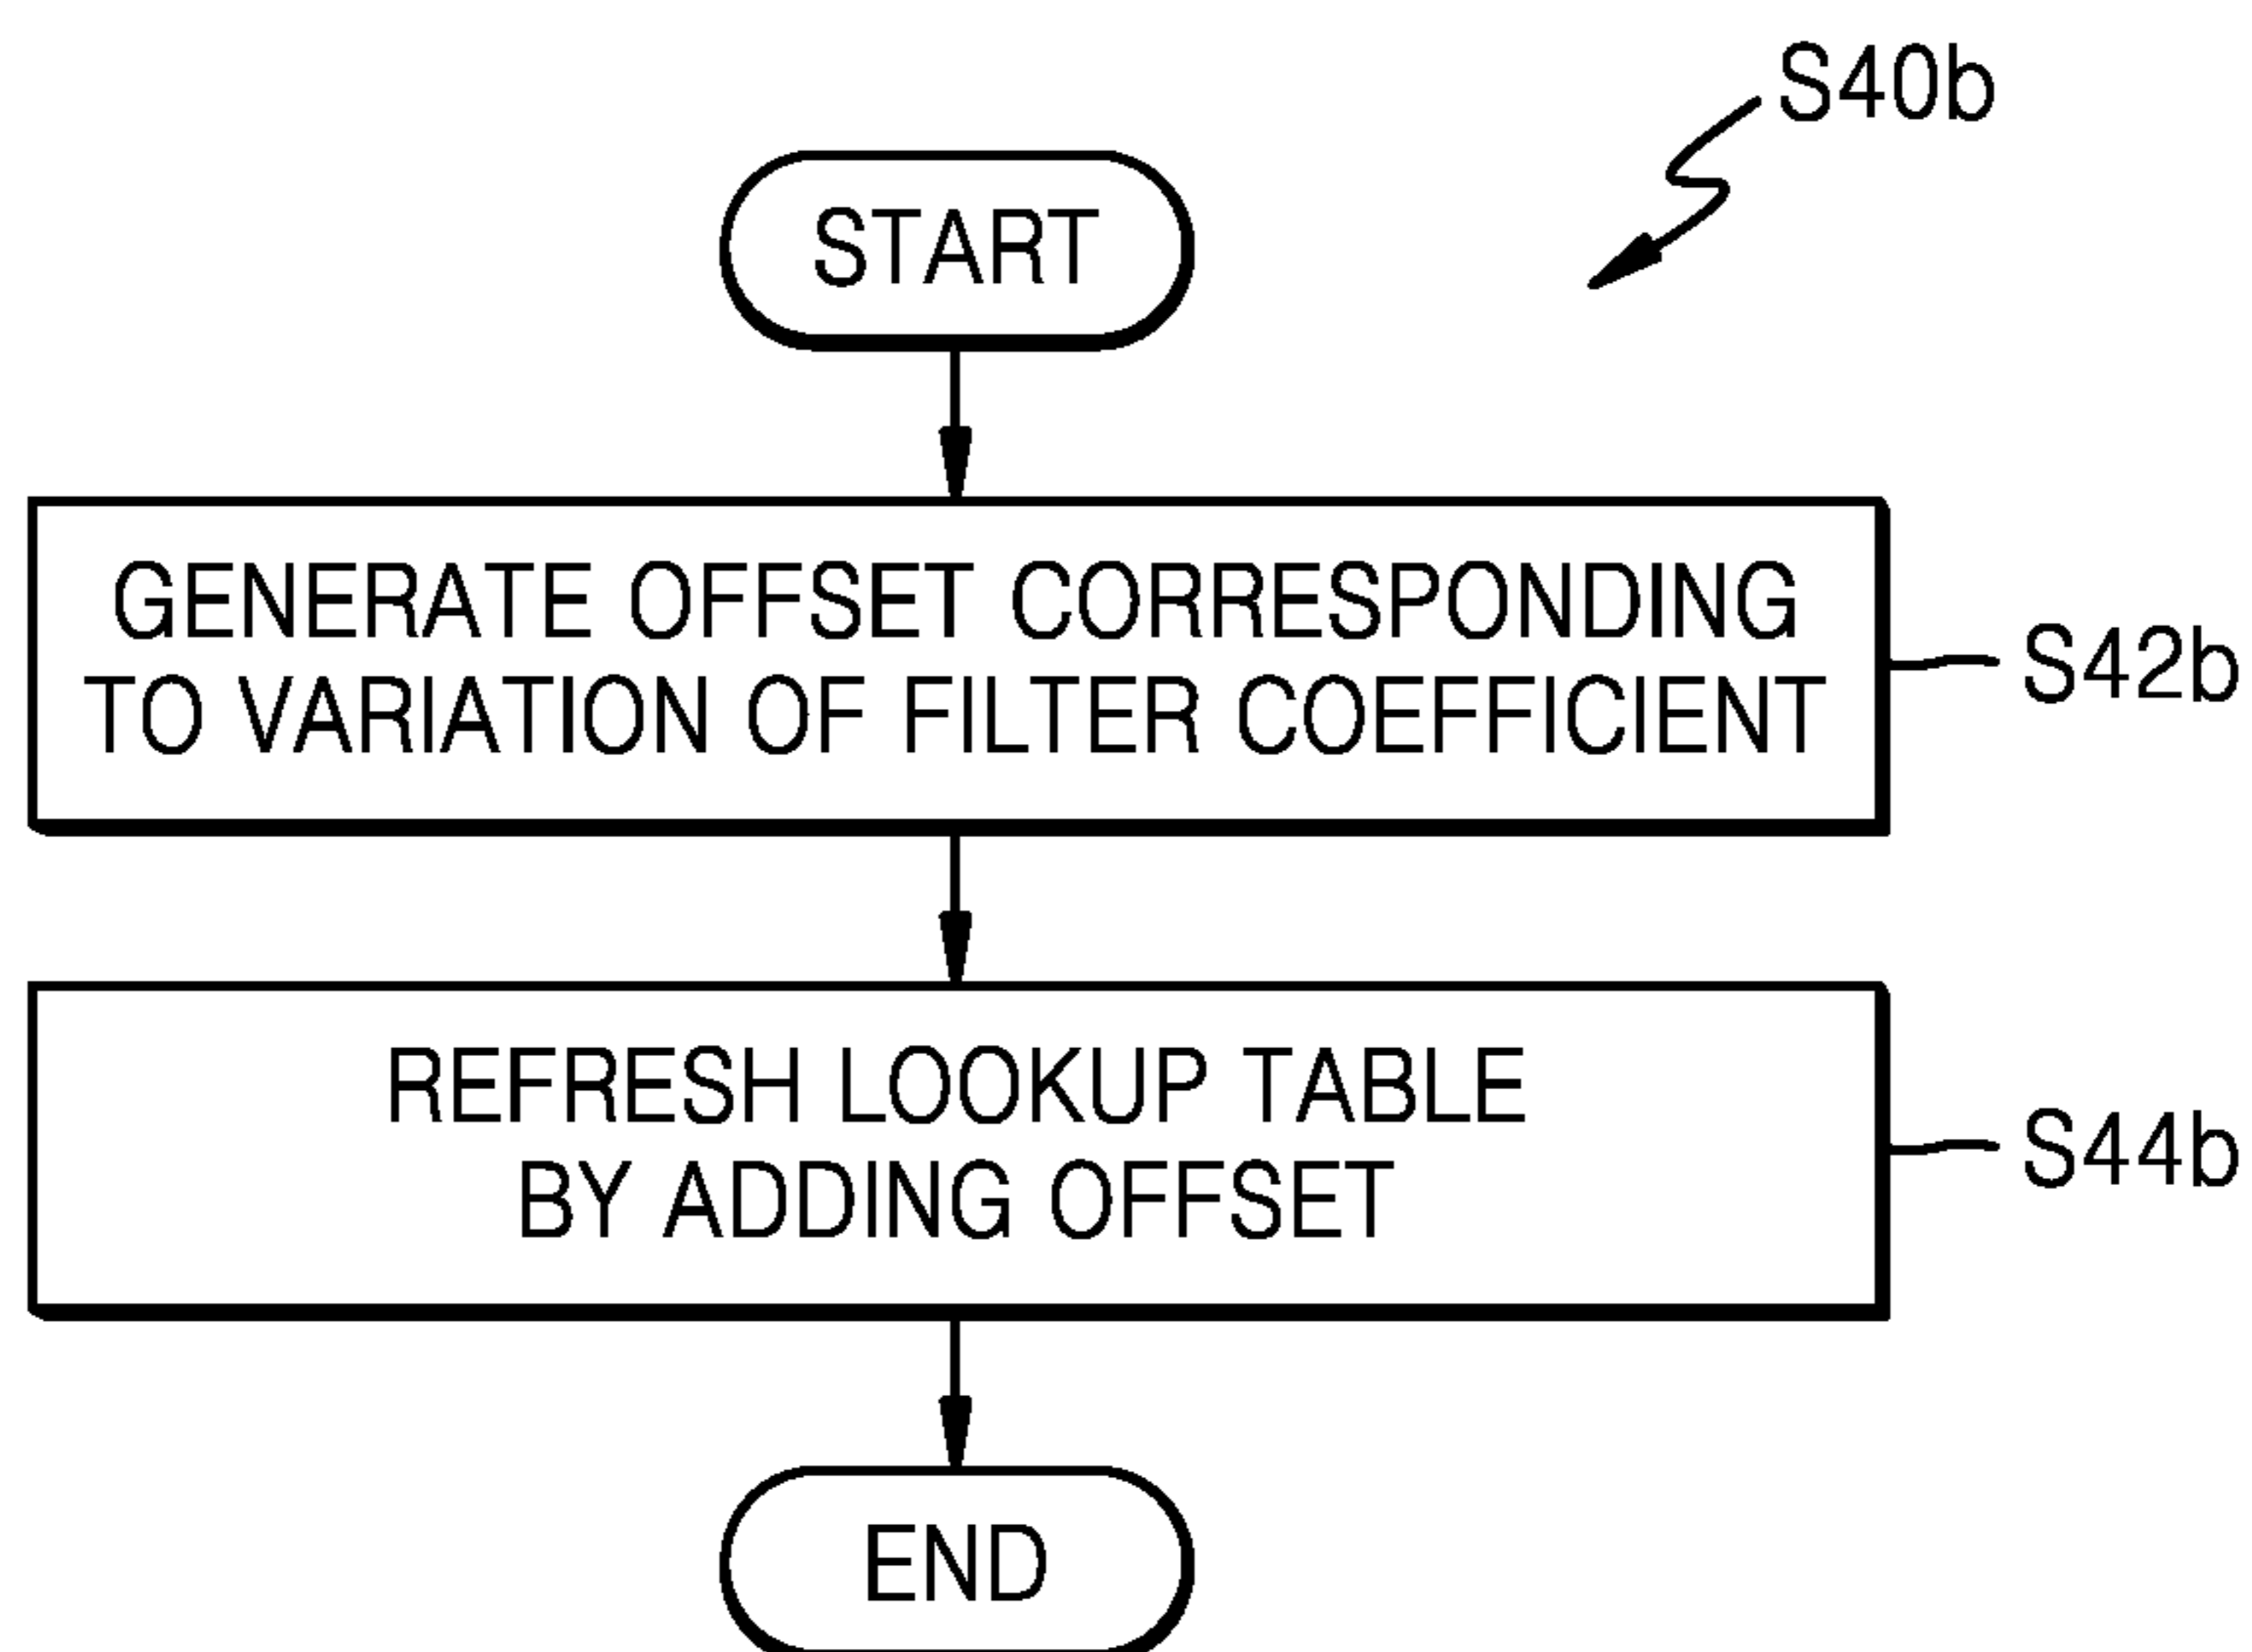 S40b
START
GENERATE OFFSET CORRESPONDING
TO VARIATION OF FILTER COEFFICIENT
S42b
REFRESH LOOKUP TABLE
BY ADDING OFFSET
S44b
END